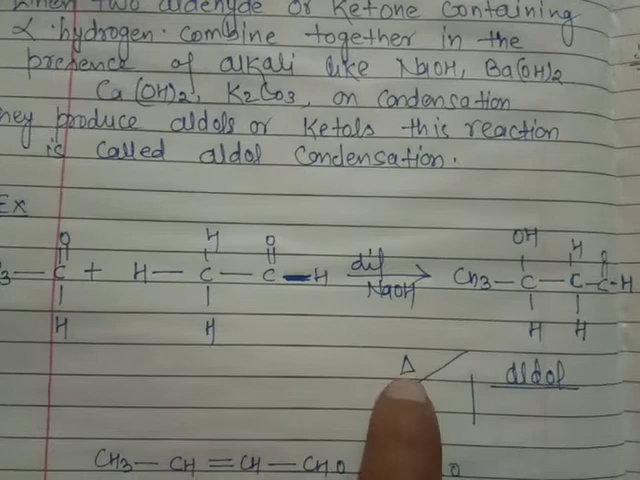 When two aldehyde or Ketone containing
α hydrogen combine together in the
presence of alkali like NaOH, Ba(OH)2
Ca(OH)2, K2CO3, on condensation
hey produce aldols or Ketols this reaction
is called aldol condensation.
Ex
O H O OH H O
3 — C + H — C — C — H dil NaOH CH3 — C — C — C - H
H H H H
Δ aldol
CH3 — CH = CH — CHO